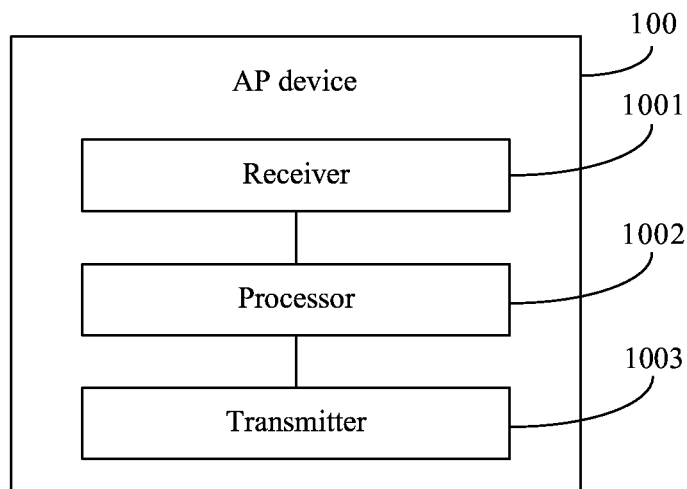 100
AP device
1001
Receiver
1002
Processor
1003
Transmitter